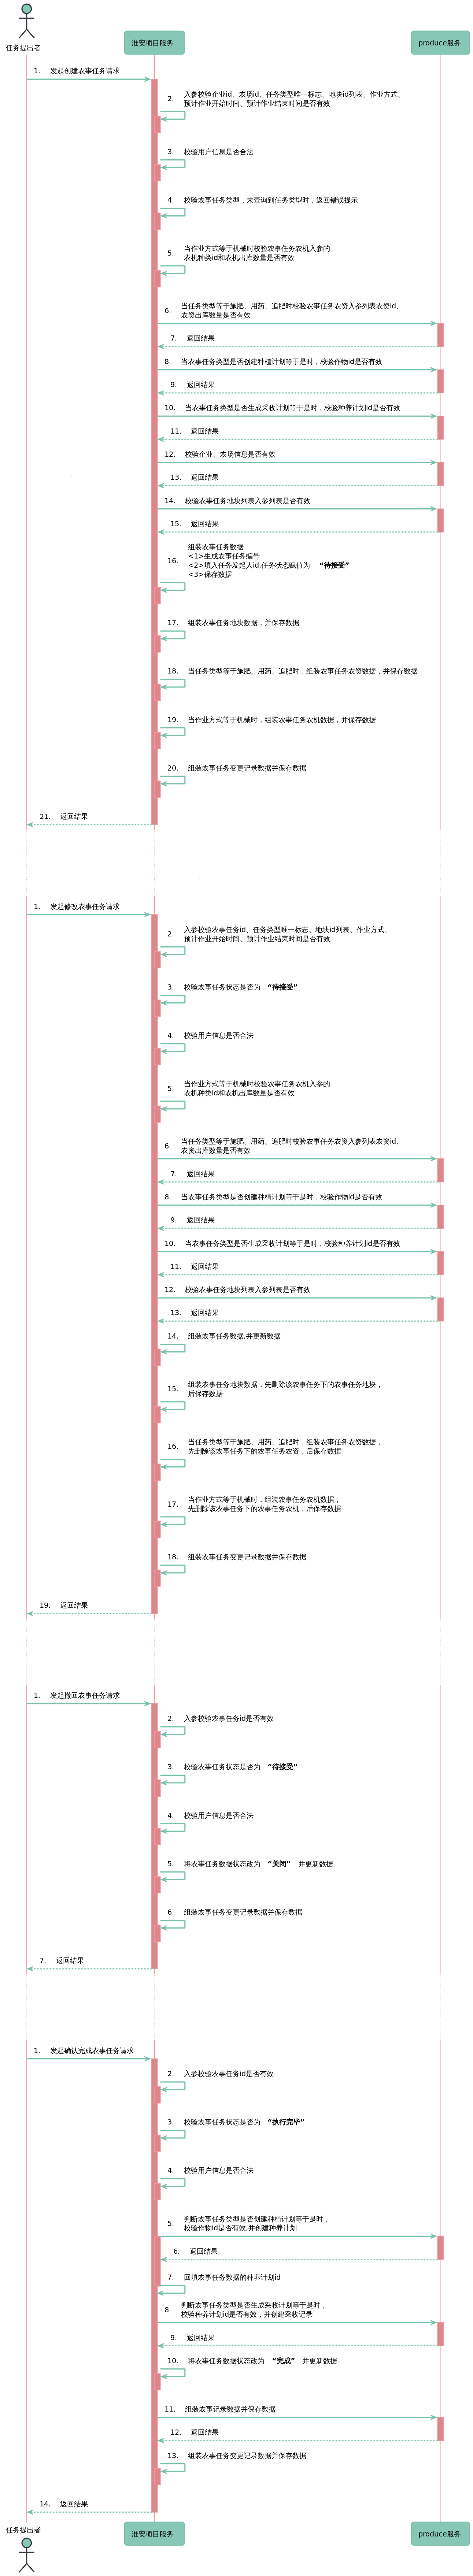 任务提出者
淮安项目服务
produce服务
1. 发起创建农事任务请求
2. 入参校验企业id、农场id、任务类型唯一标志、地块id列表、作业方式、
预计作业开始时间、预计作业结束时间是否有效
3. 校验用户信息是否合法
4. 校验农事任务类型，未查询到任务类型时，返回错误提示
5. 当作业方式等于机械时校验农事任务农机入参的
农机种类id和农机出库数量是否有效
6. 当任务类型等于施肥、用药、追肥时校验农事任务农资入参列表农资id、
农资出库数量是否有效
7. 返回结果
8. 当农事任务类型是否创建种植计划等于是时，校验作物id是否有效
9. 返回结果
10. 当农事任务类型是否生成采收计划等于是时，校验种养计划id是否有效
11. 返回结果
12. 校验企业、农场信息是否有效
13. 返回结果
14. 校验农事任务地块列表入参列表是否有效
15. 返回结果
16. 组装农事任务数据
<1>生成农事任务编号
<2>填入任务发起人id,任务状态赋值为 “待接受”
<3>保存数据
17. 组装农事任务地块数据，并保存数据
18. 当任务类型等于施肥、用药、追肥时，组装农事任务农资数据，并保存数据
19. 当作业方式等于机械时，组装农事任务农机数据，并保存数据
20. 组装农事任务变更记录数据并保存数据
21. 返回结果
1. 发起修改农事任务请求
2. 入参校验农事任务id、任务类型唯一标志、地块id列表、作业方式、
预计作业开始时间、预计作业结束时间是否有效
3. 校验农事任务状态是否为 “待接受”
4. 校验用户信息是否合法
5. 当作业方式等于机械时校验农事任务农机入参的
农机种类id和农机出库数量是否有效
6. 当任务类型等于施肥、用药、追肥时校验农事任务农资入参列表农资id、
农资出库数量是否有效
7. 返回结果
8. 当农事任务类型是否创建种植计划等于是时，校验作物id是否有效
9. 返回结果
10. 当农事任务类型是否生成采收计划等于是时，校验种养计划id是否有效
11. 返回结果
12. 校验农事任务地块列表入参列表是否有效
13. 返回结果
14. 组装农事任务数据,并更新数据
15. 组装农事任务地块数据，先删除该农事任务下的农事任务地块，
后保存数据
16. 当任务类型等于施肥、用药、追肥时，组装农事任务农资数据，
先删除该农事任务下的农事任务农资，后保存数据
17. 当作业方式等于机械时，组装农事任务农机数据，
先删除该农事任务下的农事任务农机，后保存数据
18. 组装农事任务变更记录数据并保存数据
19. 返回结果
1. 发起撤回农事任务请求
2. 入参校验农事任务id是否有效
3. 校验农事任务状态是否为 “待接受”
4. 校验用户信息是否合法
5. 将农事任务数据状态改为 “关闭” 并更新数据
6. 组装农事任务变更记录数据并保存数据
7. 返回结果
1. 发起确认完成农事任务请求
2. 入参校验农事任务id是否有效
3. 校验农事任务状态是否为 “执行完毕”
4. 校验用户信息是否合法
5. 判断农事任务类型是否创建种植计划等于是时，
校验作物id是否有效,并创建种养计划
6. 返回结果
7. 回填农事任务数据的种养计划id
8. 判断农事任务类型是否生成采收计划等于是时，
校验种养计划id是否有效，并创建采收记录
9. 返回结果
10. 将农事任务数据状态改为 “完成” 并更新数据
11. 组装农事记录数据并保存数据
12. 返回结果
13. 组装农事任务变更记录数据并保存数据
14. 返回结果
任务提出者
淮安项目服务
produce服务